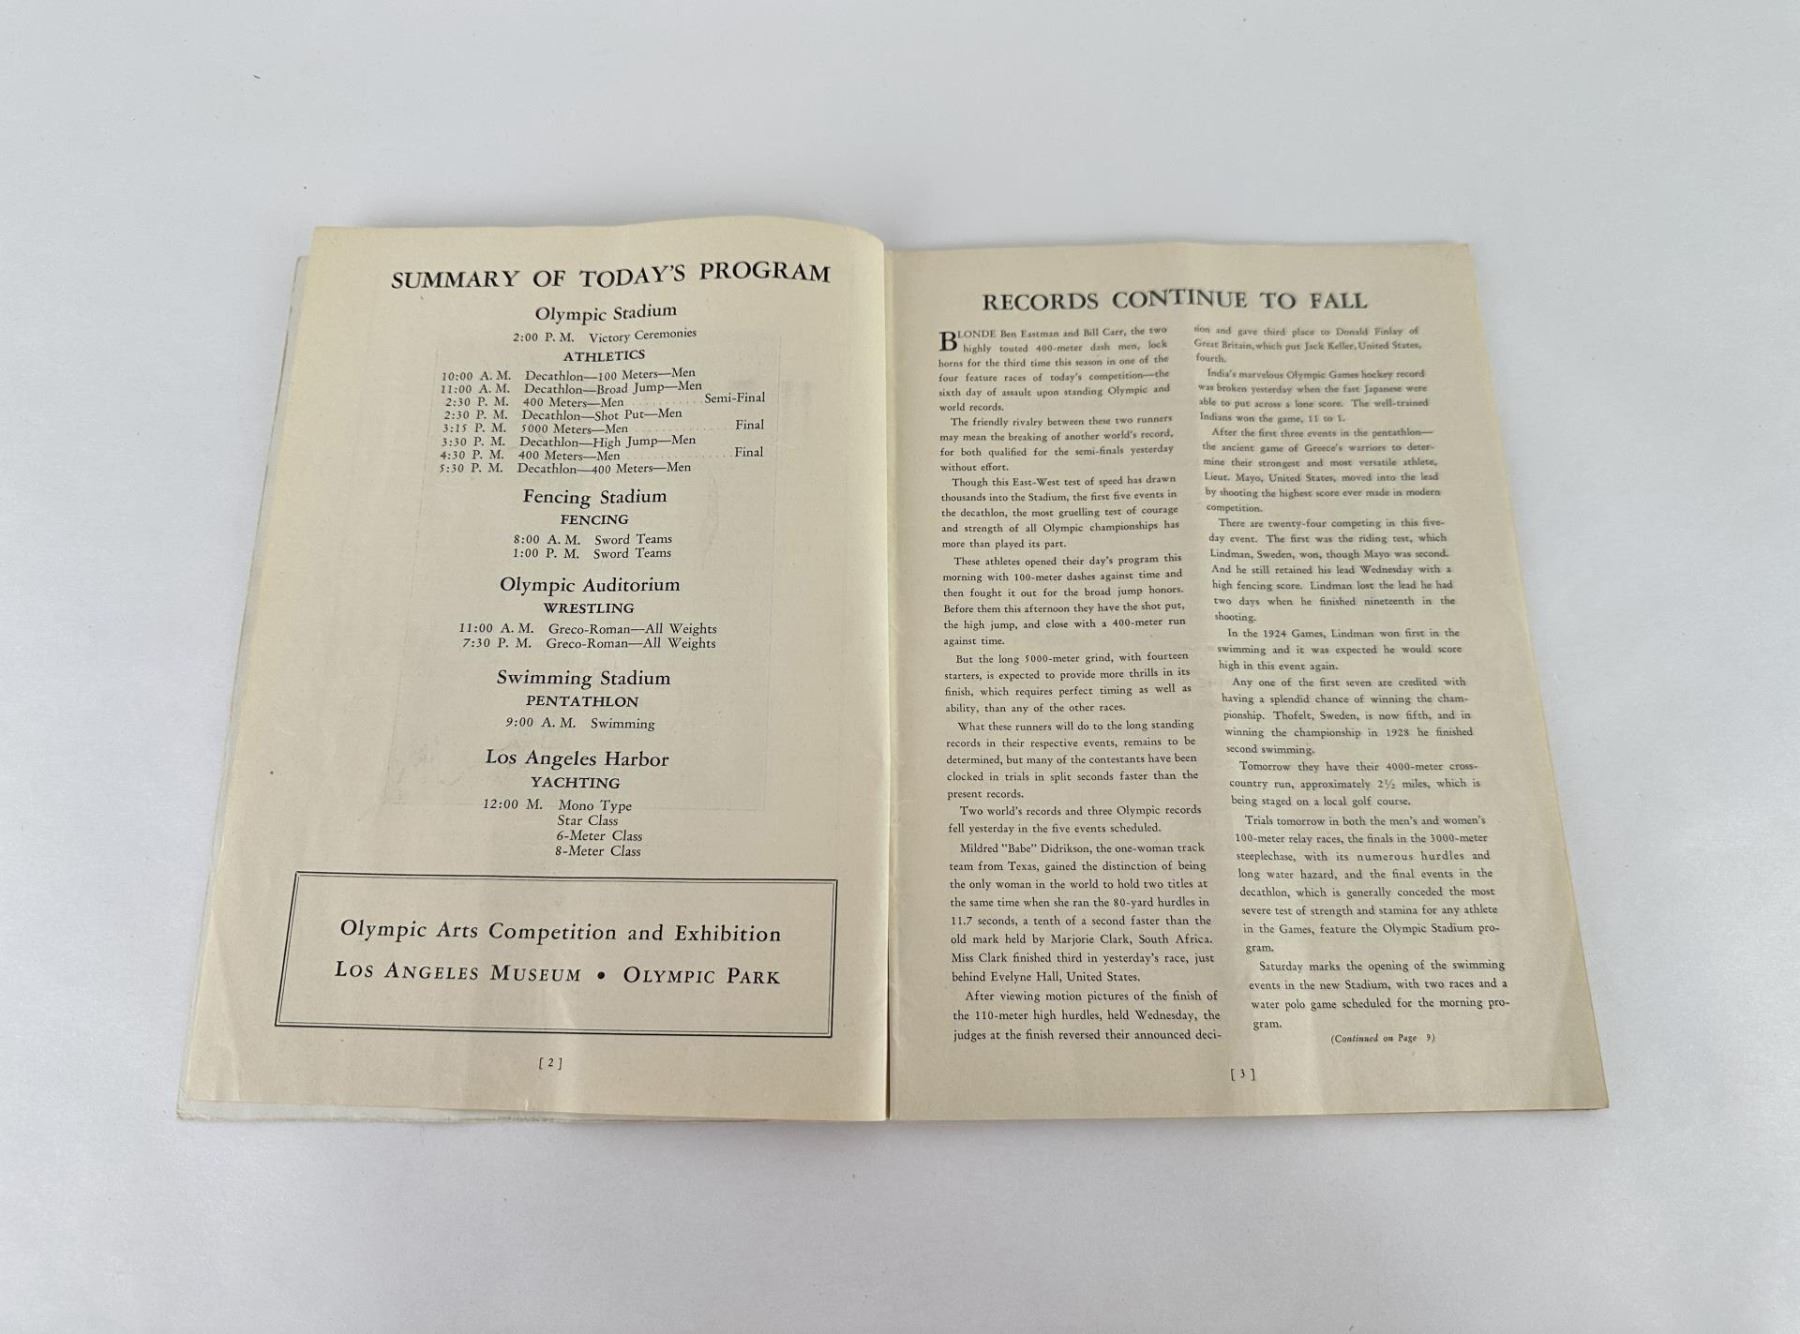 SUMMARY OF TODAY'S PROGRAM
Olympic Stadium
2:00 P. M. Victory Ceremonies
ATHLETICS
10:00 A. M. Decathlon—100 Meters—Men
11:00 A. M. Decathlon—Broad Jump—Men
2:30 P. M. 400 Meters—Men . . . . . . . . . . Semi-Final
2:30 P. M. Decathlon—Shot Put—Men
3:15 P. M. 5000 Meters—Men . . . . . . . . . . Final
3:30 P. M. Decathlon—High Jump—Men
4:30 P. M. 400 Meters—Men . . . . . . . . . . Final
5:30 P. M. Decathlon—400 Meters—Men
Fencing Stadium
FENCING
8:00 A. M. Sword Teams
1:00 P. M. Sword Teams
Olympic Auditorium
WRESTLING
11:00 A. M. Greco-Roman—All Weights
7:30 P. M. Greco-Roman—All Weights
Swimming Stadium
PENTATHLON
9:00 A. M. Swimming
Los Angeles Harbor
YACHTING
12:00 M. Mono Type
Star Class
6-Meter Class
8-Meter Class
Olympic Arts Competition and Exhibition
LOS ANGELES MUSEUM • OLYMPIC PARK
[ 2 ]
RECORDS CONTINUE TO FALL
BLONDE Ben Eastman and Bill Carr, the two
highly touted 400-meter dash men, lock
horns for the third time this season in one of the
four feature races of today's competition—the
sixth day of assault upon standing Olympic and
world records.
The friendly rivalry between these two runners
may mean the breaking of another world's record,
for both qualified for the semi-finals yesterday
without effort.
Though this East-West test of speed has drawn
thousands into the Stadium, the first five events in
the decathlon, the most gruelling test of courage
and strength of all Olympic championships has
more than played its part.
These athletes opened their day's program this
morning with 100-meter dashes against time and
then fought it out for the broad jump honors.
Before them this afternoon they have the shot put,
the high jump, and close with a 400-meter run
against time.
But the long 5000-meter grind, with fourteen
starters, is expected to provide more thrills in its
finish, which requires perfect timing as well as
ability, than any of the other races.
What these runners will do to the long standing
records in their respective events, remains to be
determined, but many of the contestants have been
clocked in trials in split seconds faster than the
present records.
Two world's records and three Olympic records
fell yesterday in the five events scheduled.
Mildred "Babe" Didrikson, the one-woman track
team from Texas, gained the distinction of being
the only woman in the world to hold two titles at
the same time when she ran the 80-yard hurdles in
11.7 seconds, a tenth of a second faster than the
old mark held by Marjorie Clark, South Africa.
Miss Clark finished third in yesterday's race, just
behind Evelyne Hall, United States.
After viewing motion pictures of the finish of
the 110-meter high hurdles, held Wednesday, the
judges at the finish reversed their announced deci-
sion and gave third place to Donald Finlay of
Great Britain, which put Jack Keller, United States,
fourth.
India's marvelous Olympic Games hockey record
was broken yesterday when the fast Japanese were
able to put across a lone score. The well-trained
Indians won the game, 11 to 1.
After the first three events in the pentathlon—
the ancient game of Greece's warriors to deter-
mine their strongest and most versatile athlete,
Lieut. Mayo, United States, moved into the lead
by shooting the highest score ever made in modern
competition.
There are twenty-four competing in this five-
day event. The first was the riding test, which
Lindman, Sweden, won, though Mayo was second.
And he still retained his lead Wednesday with a
high fencing score. Lindman lost the lead he had
two days when he finished nineteenth in the
shooting.
In the 1924 Games, Lindman won first in the
swimming and it was expected he would score
high in this event again.
Any one of the first seven are credited with
having a splendid chance of winning the cham-
pionship. Thofelt, Sweden, is now fifth, and in
winning the championship in 1928 he finished
second swimming.
Tomorrow they have their 4000-meter cross-
country run, approximately 2½ miles, which is
being staged on a local golf course.
Trials tomorrow in both the men's and women's
100-meter relay races, the finals in the 3000-meter
steeplechase, with its numerous hurdles and
long water hazard, and the final events in the
decathlon, which is generally conceded the most
severe test of strength and stamina for any athlete
in the Games, feature the Olympic Stadium pro-
gram.
Saturday marks the opening of the swimming
events in the new Stadium, with two races and a
water polo game scheduled for the morning pro-
gram.
(Continued on Page 9)
[ 3 ]